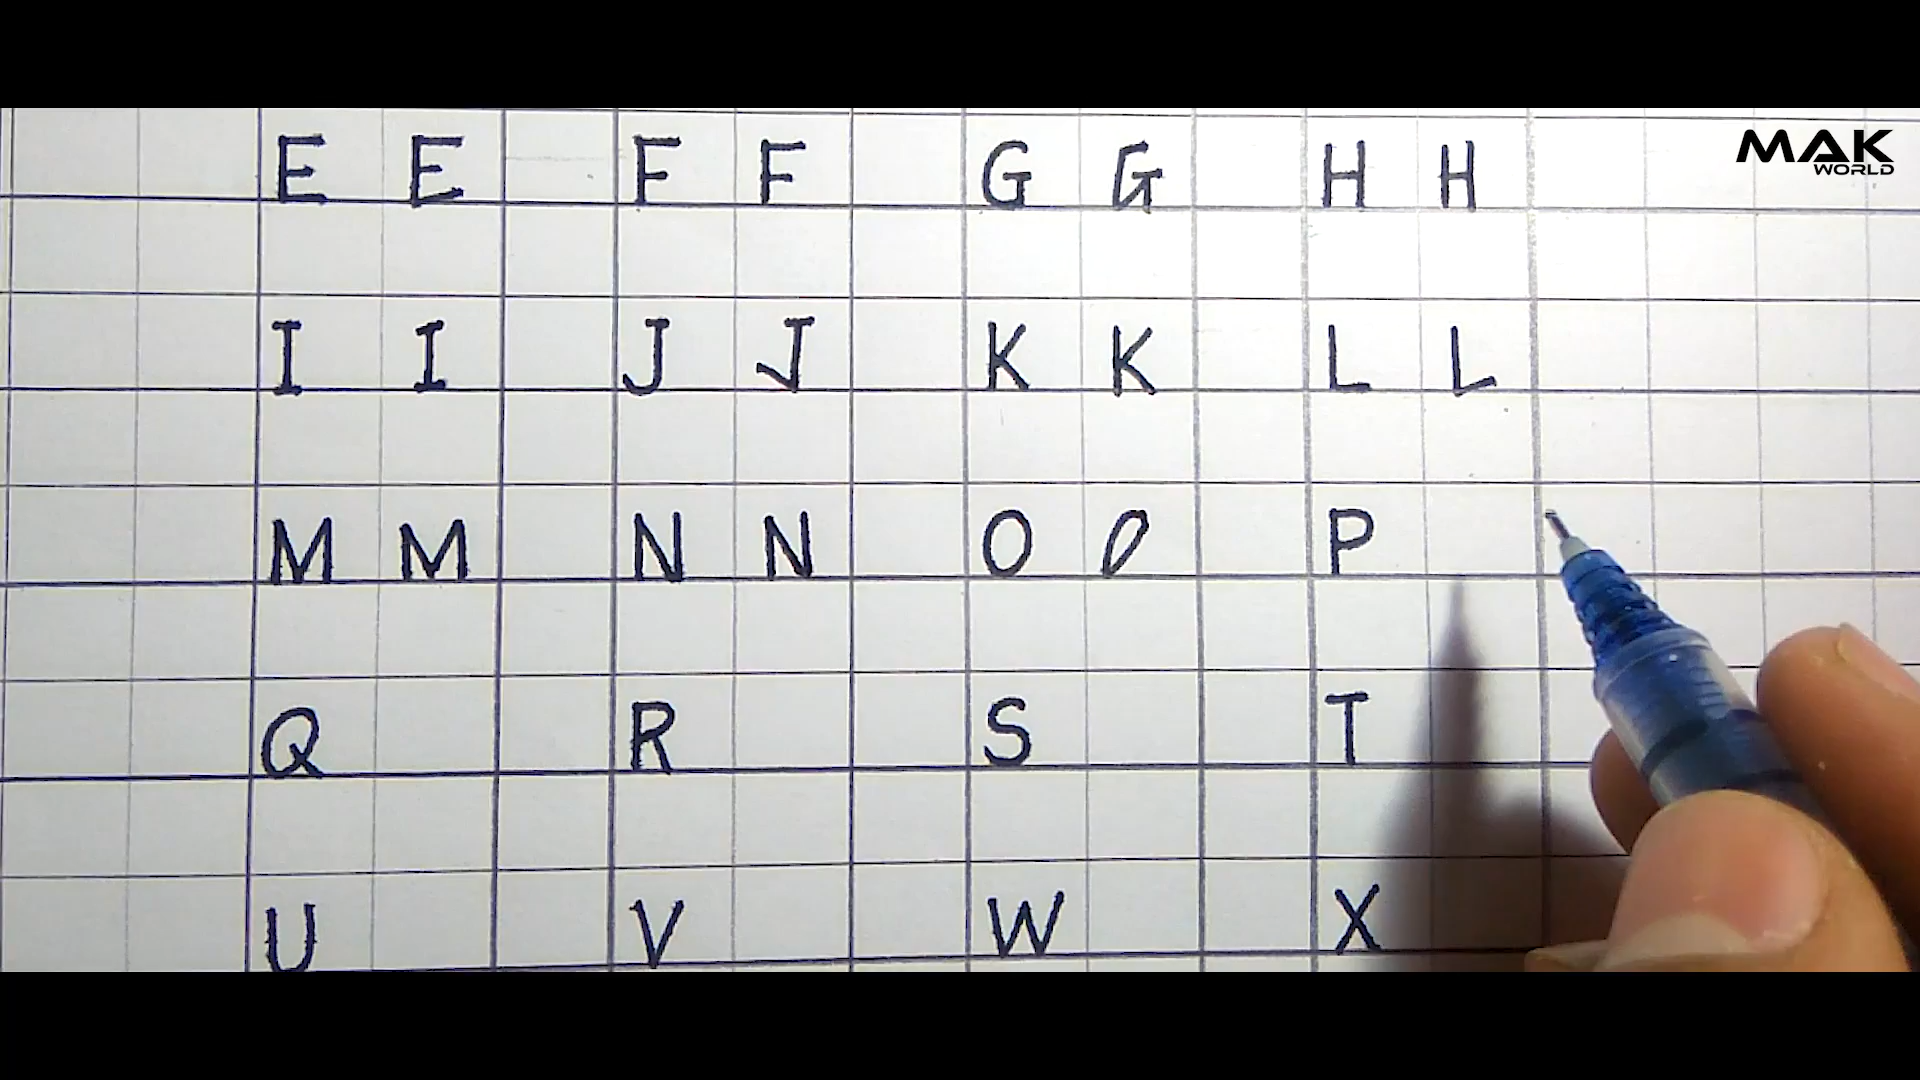 E E F F G G H H
MAK
WORLD
I I J J K K L L
M M N N O O P
Q R S T
U V W X